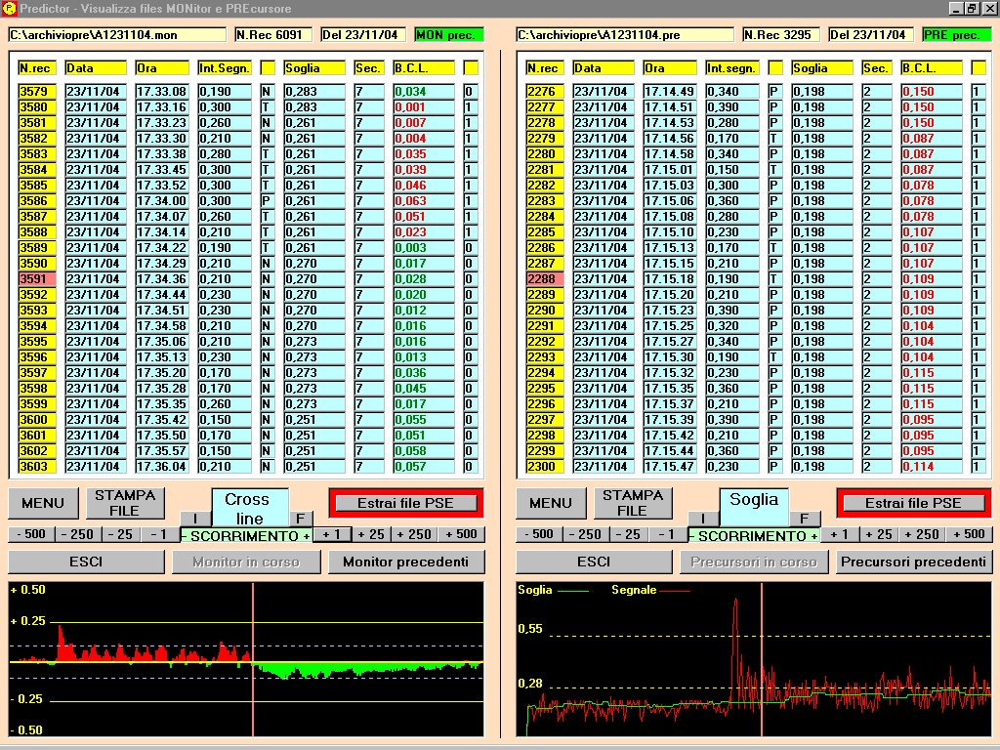 Predictor - Visualizza files MONitor e PREcursore
C:\archiviopre\A1231104.mon N.Rec 6091 Del 23/11/04 MON prec.
N.rec Data Ora Int.Segn. Soglia Sec. B.C.L.
3579 23/11/04 17.33.08 0,190 N 0,283 7 0,034 0
3580 23/11/04 17.33.16 0,300 T 0,283 7 0,001 1
3581 23/11/04 17.33.23 0,260 N 0,261 7 0,007 1
3582 23/11/04 17.33.30 0,210 N 0,261 7 0,004 1
3583 23/11/04 17.33.38 0,280 T 0,261 7 0,035 1
3584 23/11/04 17.33.45 0,300 T 0,261 7 0,039 1
3585 23/11/04 17.33.52 0,300 T 0,261 7 0,046 1
3586 23/11/04 17.34.00 0,300 P 0,261 7 0,063 1
3587 23/11/04 17.34.07 0,260 T 0,261 7 0,051 1
3588 23/11/04 17.34.14 0,210 T 0,261 7 0,023 1
3589 23/11/04 17.34.22 0,190 T 0,261 7 0,003 0
3590 23/11/04 17.34.29 0,210 N 0,270 7 0,017 0
3591 23/11/04 17.34.36 0,210 N 0,270 7 0,028 0
3592 23/11/04 17.34.44 0,230 N 0,270 7 0,020 0
3593 23/11/04 17.34.51 0,230 N 0,270 7 0,012 0
3594 23/11/04 17.34.58 0,210 N 0,273 7 0,016 0
3595 23/11/04 17.35.06 0,210 N 0,273 7 0,016 0
3596 23/11/04 17.35.13 0,230 N 0,273 7 0,013 0
3597 23/11/04 17.35.20 0,170 N 0,273 7 0,036 0
3598 23/11/04 17.35.28 0,170 N 0,273 7 0,045 0
3599 23/11/04 17.35.35 0,260 N 0,273 7 0,017 0
3600 23/11/04 17.35.42 0,150 N 0,251 7 0,055 0
3601 23/11/04 17.35.50 0,170 N 0,251 7 0,051 0
3602 23/11/04 17.35.57 0,150 N 0,251 7 0,058 0
3603 23/11/04 17.36.04 0,210 N 0,251 7 0,057 0
MENU STAMPA FILE I Cross line F Estrai file PSE
- 500 - 250 - 25 - 1 - SCORRIMENTO + + 1 + 25 + 250 + 500
ESCI Monitor in corso Monitor precedenti
+ 0.50
+ 0.25
- 0.25
- 0.50
C:\archiviopre\A1231104.pre N.Rec 3295 Del 23/11/04 PRE prec.
N.rec Data Ora Int.segn. Soglia Sec. B.C.L.
2276 23/11/04 17.14.49 0,340 P 0,198 2 0,150 1
2277 23/11/04 17.14.51 0,390 P 0,198 2 0,150 1
2278 23/11/04 17.14.53 0,280 P 0,198 2 0,150 1
2279 23/11/04 17.14.56 0,170 T 0,198 2 0,087 1
2280 23/11/04 17.14.58 0,340 P 0,198 2 0,087 1
2281 23/11/04 17.15.01 0,150 T 0,198 2 0,087 1
2282 23/11/04 17.15.03 0,300 P 0,198 2 0,078 1
2283 23/11/04 17.15.06 0,360 P 0,198 2 0,078 1
2284 23/11/04 17.15.08 0,280 P 0,198 2 0,078 1
2285 23/11/04 17.15.10 0,230 P 0,198 2 0,107 1
2286 23/11/04 17.15.13 0,170 T 0,198 2 0,107 1
2287 23/11/04 17.15.15 0,210 P 0,198 2 0,107 1
2288 23/11/04 17.15.18 0,190 T 0,198 2 0,109 1
2289 23/11/04 17.15.20 0,210 P 0,198 2 0,109 1
2290 23/11/04 17.15.23 0,390 P 0,198 2 0,109 1
2291 23/11/04 17.15.25 0,320 P 0,198 2 0,104 1
2292 23/11/04 17.15.27 0,340 P 0,198 2 0,104 1
2293 23/11/04 17.15.30 0,190 T 0,198 2 0,104 1
2294 23/11/04 17.15.32 0,230 P 0,198 2 0,115 1
2295 23/11/04 17.15.35 0,360 P 0,198 2 0,115 1
2296 23/11/04 17.15.37 0,210 P 0,198 2 0,115 1
2297 23/11/04 17.15.39 0,390 P 0,198 2 0,095 1
2298 23/11/04 17.15.42 0,210 P 0,198 2 0,095 1
2299 23/11/04 17.15.44 0,360 P 0,198 2 0,095 1
2300 23/11/04 17.15.47 0,230 P 0,198 2 0,114 1
MENU STAMPA FILE I Soglia F Estrai file PSE
- 500 - 250 - 25 - 1 - SCORRIMENTO + + 1 + 25 + 250 + 500
ESCI Precursori in corso Precursori precedenti
Soglia Segnale
0,55
0,28